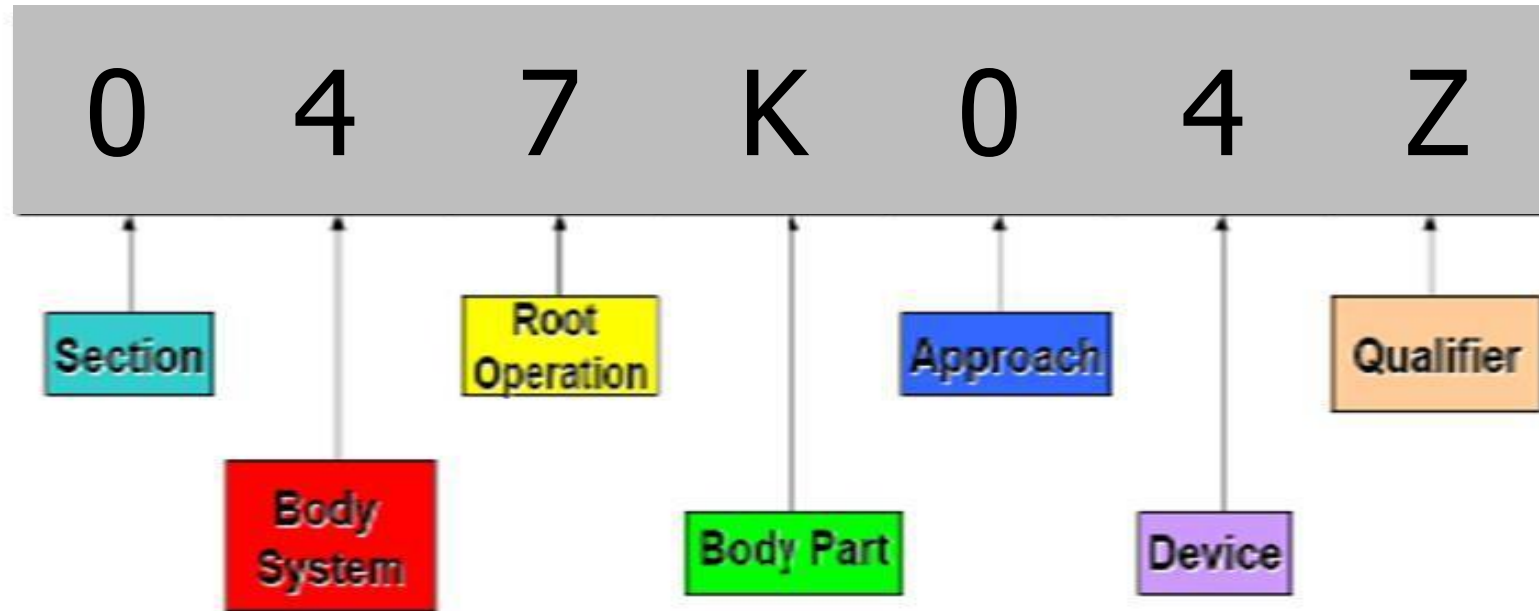 0 4 7 K 0 4 Z
Section
Body
System
Root
Operation
Body Part
Approach
Device
Qualifier